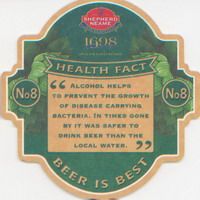 SHEPHERD
NEAME
1698
HEALTH FACT
No8
No8
“ ALCOHOL HELPS
TO PREVENT THE GROWTH
OF DISEASE CARRYING
BACTERIA. IN TIMES GONE
BY IT WAS SAFER TO
DRINK BEER THAN THE
LOCAL WATER. ”
BEER IS BEST